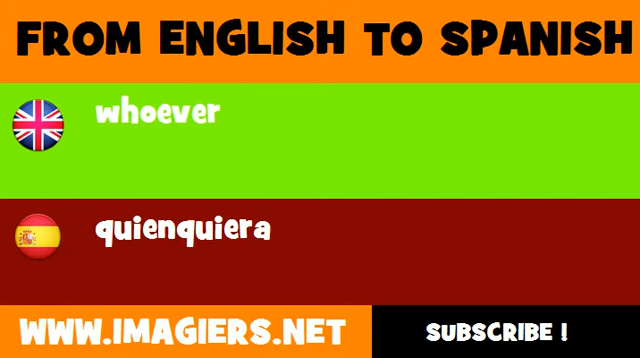 FROM ENGLISH TO SPANISH
whoever
quienquiera
WWW.IMAGIERS.NET
SUBSCRIBE !